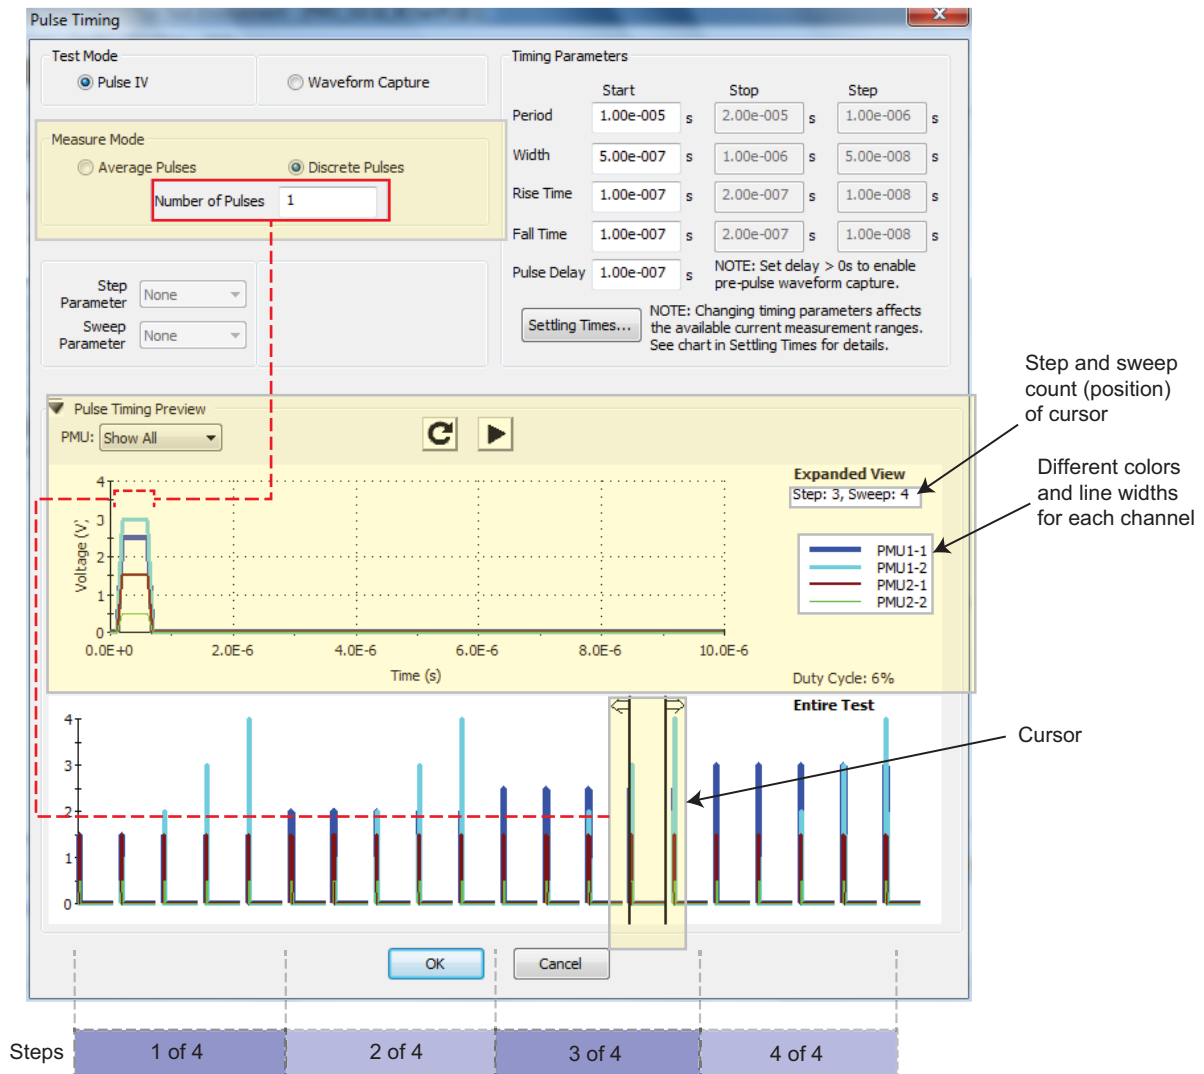 Pulse Timing
x
Test Mode
Pulse IV
Waveform Capture
Measure Mode
Average Pulses
Discrete Pulses
Number of Pulses 1
Step Parameter None
Sweep Parameter None
Timing Parameters
Start Stop Step
Period 1.00e-005 s 2.00e-005 s 1.00e-006 s
Width 5.00e-007 s 1.00e-006 s 5.00e-008 s
Rise Time 1.00e-007 s 2.00e-007 s 1.00e-008 s
Fall Time 1.00e-007 s 2.00e-007 s 1.00e-008 s
Pulse Delay 1.00e-007 s
NOTE: Set delay > 0s to enable
pre-pulse waveform capture.
Settling Times...
NOTE: Changing timing parameters affects
the available current measurement ranges.
See chart in Settling Times for details.
Pulse Timing Preview
PMU: Show All
Expanded View
Step: 3, Sweep: 4
PMU1-1
PMU1-2
PMU2-1
PMU2-2
Voltage (V)
4
3
2
1
0
0.0E+0 2.0E-6 4.0E-6 6.0E-6 8.0E-6 10.0E-6
Time (s)
Duty Cycle: 6%
Entire Test
4
3
2
1
0
OK
Cancel
Step and sweep
count (position)
of cursor
Different colors
and line widths
for each channel
Cursor
Steps 1 of 4 2 of 4 3 of 4 4 of 4